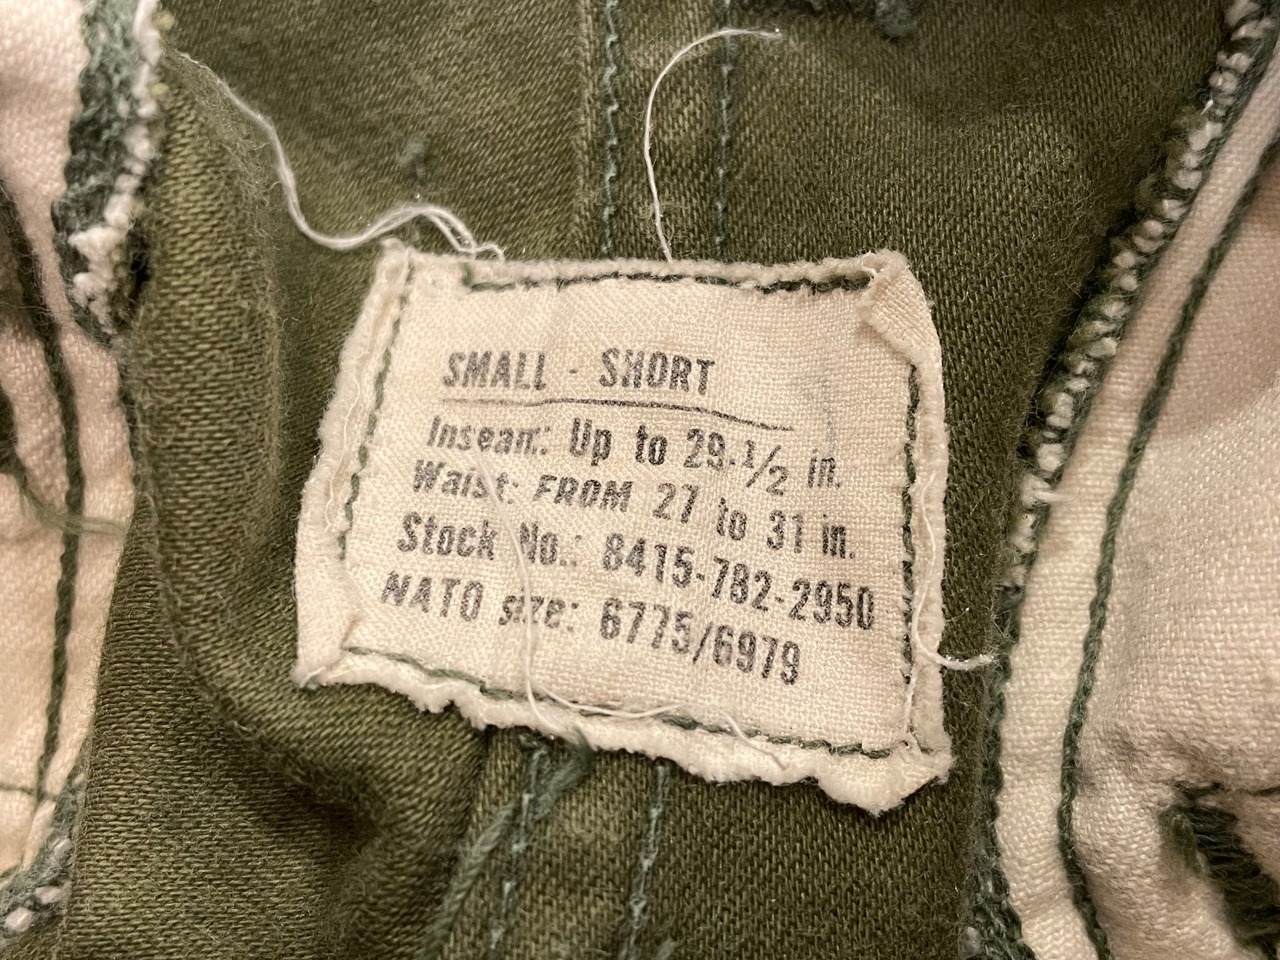 SMALL - SHORT
Inseam: Up to 29-1/2 in.
Waist: FROM 27 to 31 in.
Stock No.: 8415-782-2950
NATO size: 6775/6979